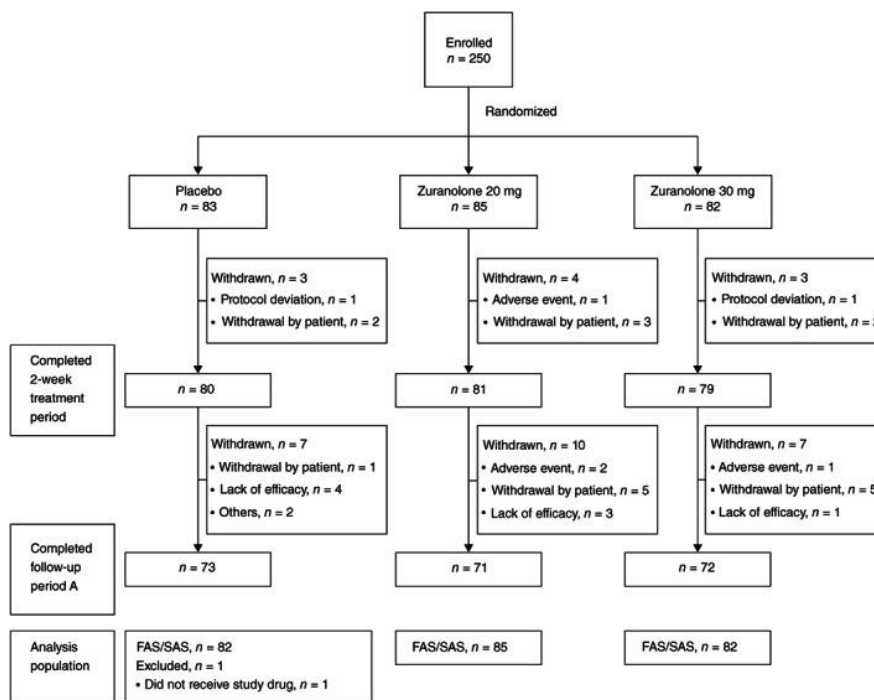 Enrolled
n = 250
Randomized
Placebo
n = 83
Zuranolone 20 mg
n = 85
Zuranolone 30 mg
n = 82
Withdrawn, n = 3
• Protocol deviation, n = 1
• Withdrawal by patient, n = 2
Withdrawn, n = 4
• Adverse event, n = 1
• Withdrawal by patient, n = 3
Withdrawn, n = 3
• Protocol deviation, n = 1
• Withdrawal by patient, n =
Completed
2-week
treatment
period
n = 80
n = 81
n = 79
Withdrawn, n = 7
• Withdrawal by patient, n = 1
• Lack of efficacy, n = 4
• Others, n = 2
Withdrawn, n = 10
• Adverse event, n = 2
• Withdrawal by patient, n = 5
• Lack of efficacy, n = 3
Withdrawn, n = 7
• Adverse event, n = 1
• Withdrawal by patient, n = 5
• Lack of efficacy, n = 1
Completed
follow-up
period A
n = 73
n = 71
n = 72
Analysis
population
FAS/SAS, n = 82
Excluded, n = 1
• Did not receive study drug, n = 1
FAS/SAS, n = 85
FAS/SAS, n = 82